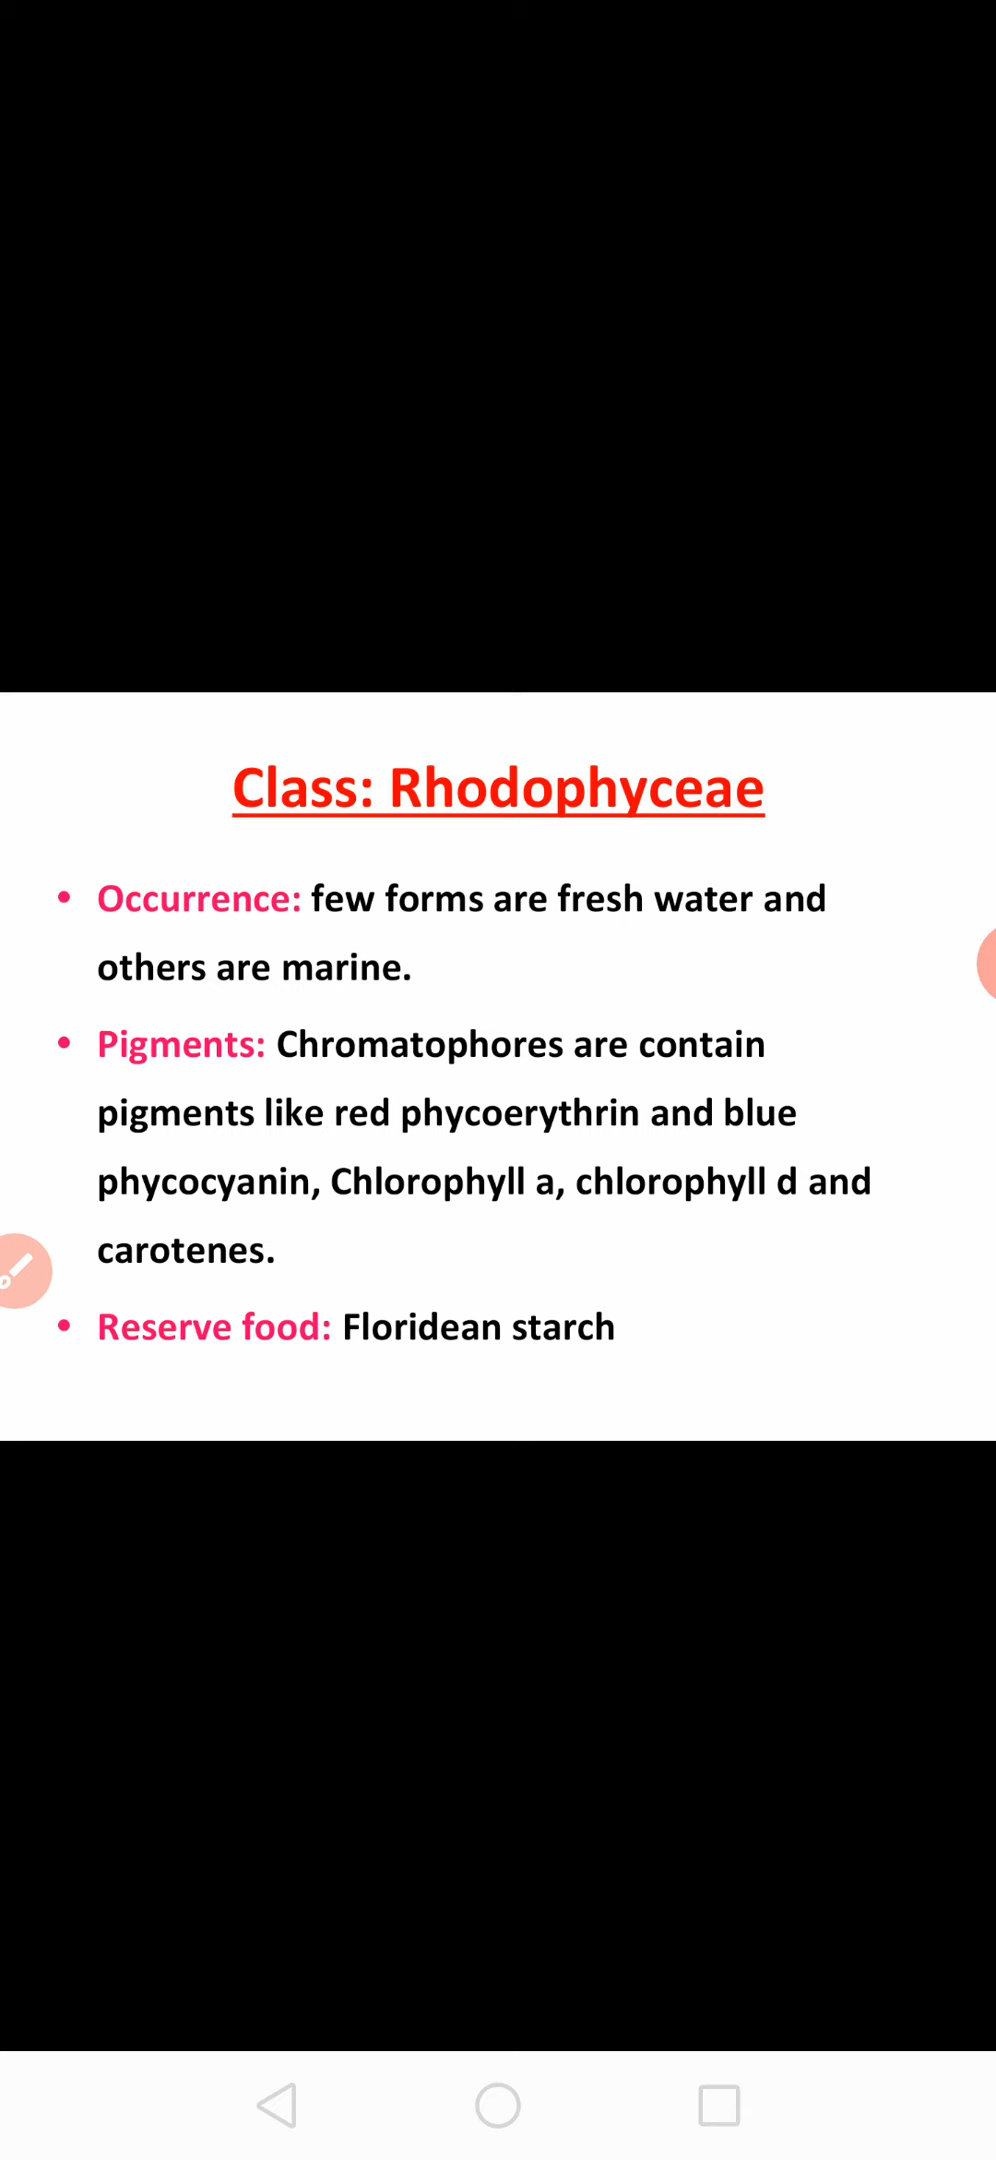 Class: Rhodophyceae
• Occurrence: few forms are fresh water and
others are marine.
• Pigments: Chromatophores are contain
pigments like red phycoerythrin and blue
phycocyanin, Chlorophyll a, chlorophyll d and
carotenes.
• Reserve food: Floridean starch